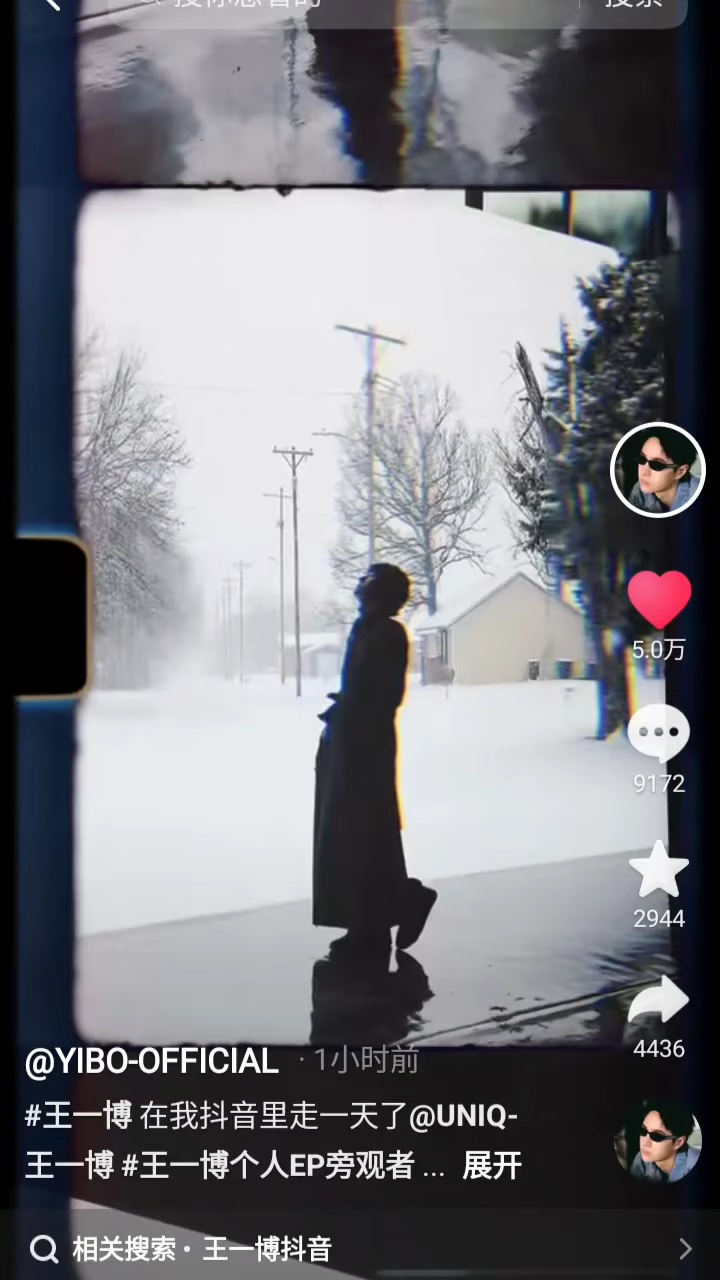 @YIBO-OFFICIAL · 1小时前
#王一博 在我抖音里走一天了@UNIQ-
王一博 #王一博个人EP旁观者 ... 展开
5.0万
9172
2944
4436
相关搜索· 王一博抖音